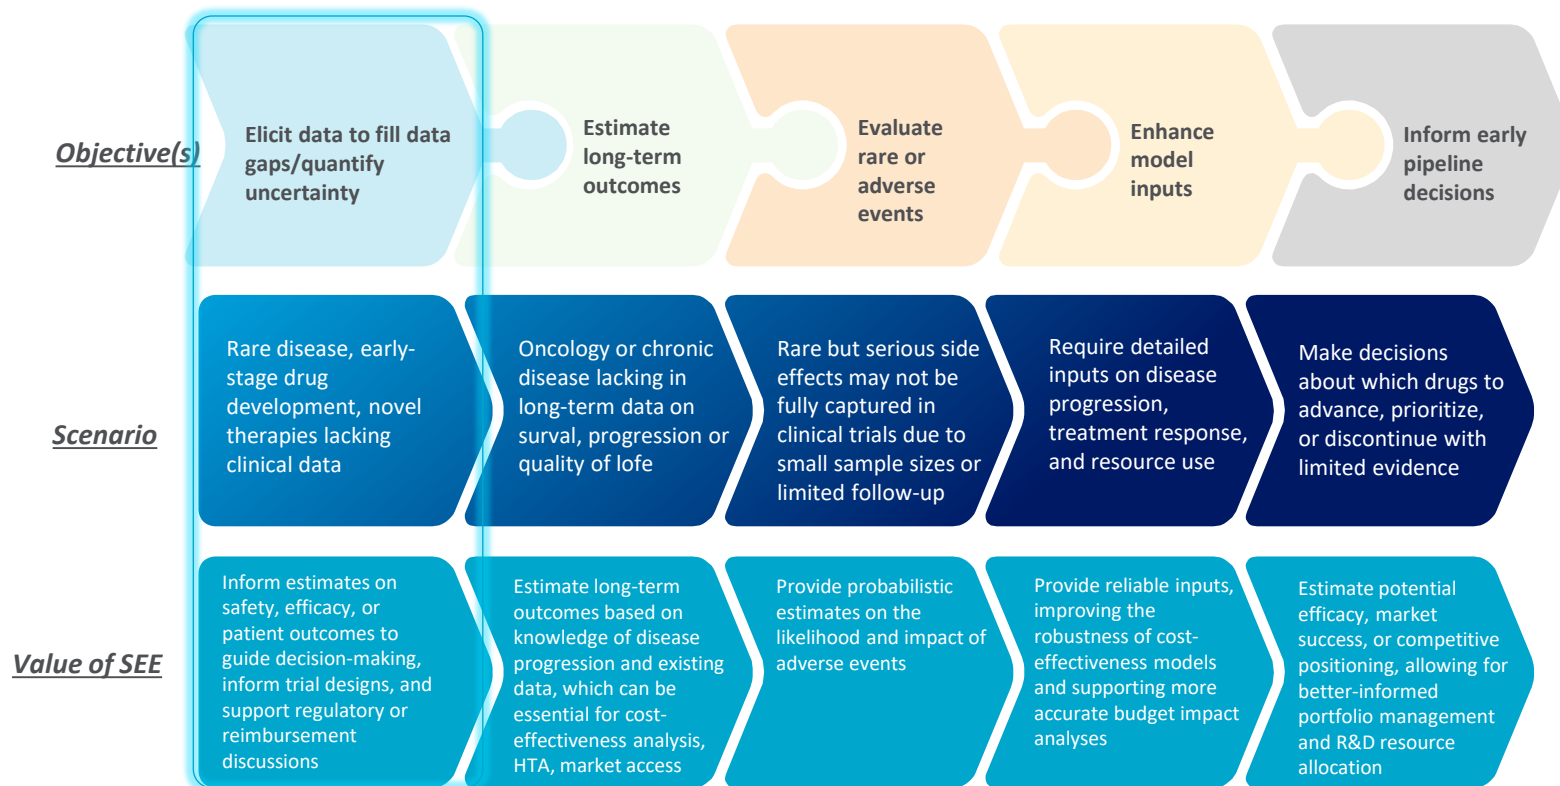 Objective(s)
Elicit data to fill data
gaps/quantify
uncertainty
Estimate
long-term
outcomes
Evaluate
rare or
adverse
events
Enhance
model
inputs
Inform early
pipeline
decisions
Scenario
Rare disease, early-
stage drug
development, novel
therapies lacking
clinical data
Oncology or chronic
disease lacking in
long-term data on
surval, progression or
quality of lofe
Rare but serious side
effects may not be
fully captured in
clinical trials due to
small sample sizes or
limited follow-up
Require detailed
inputs on disease
progression,
treatment response,
and resource use
Make decisions
about which drugs to
advance, prioritize,
or discontinue with
limited evidence
Value of SEE
Inform estimates on
safety, efficacy, or
patient outcomes to
guide decision-making,
inform trial designs, and
support regulatory or
reimbursement
discussions
Estimate long-term
outcomes based on
knowledge of disease
progression and existing
data, which can be
essential for cost-
effectiveness analysis,
HTA, market access
Provide probabilistic
estimates on the
likelihood and impact of
adverse events
Provide reliable inputs,
improving the
robustness of cost-
effectiveness models
and supporting more
accurate budget impact
analyses
Estimate potential
efficacy, market
success, or competitive
positioning, allowing for
better-informed
portfolio management
and R&D resource
allocation